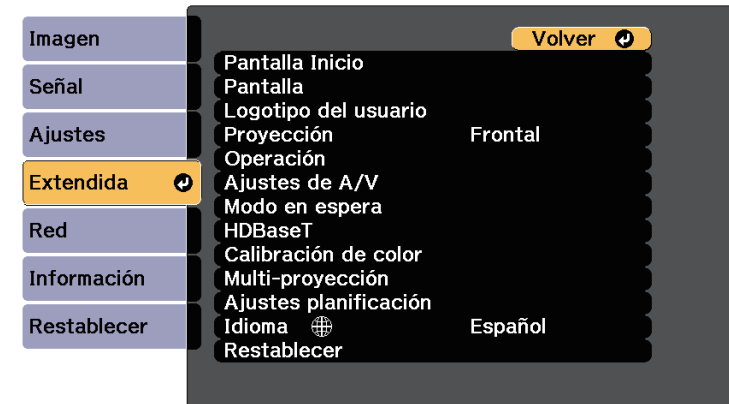 Imagen
Señal
Ajustes
Extendida
Red
Información
Restablecer
Volver
Pantalla Inicio
Pantalla
Logotipo del usuario
Proyección Frontal
Operación
Ajustes de A/V
Modo en espera
HDBaseT
Calibración de color
Multi-proyección
Ajustes planificación
Idioma Español
Restablecer